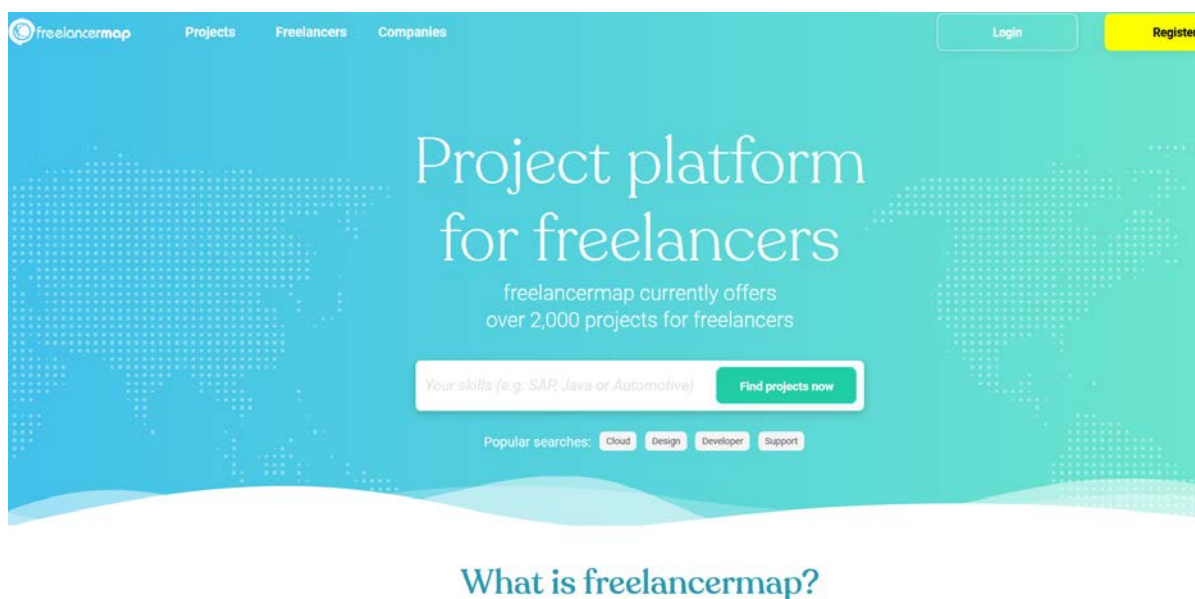 freelancermap
Projects
Freelancers
Companies
Login
Register
Project platform
for freelancers
freelancermap currently offers
over 2,000 projects for freelancers
Your skills (e.g. SAP, Java or Automotive)
Find projects now
Popular searches:
Cloud
Design
Developer
Support
What is freelancermap?